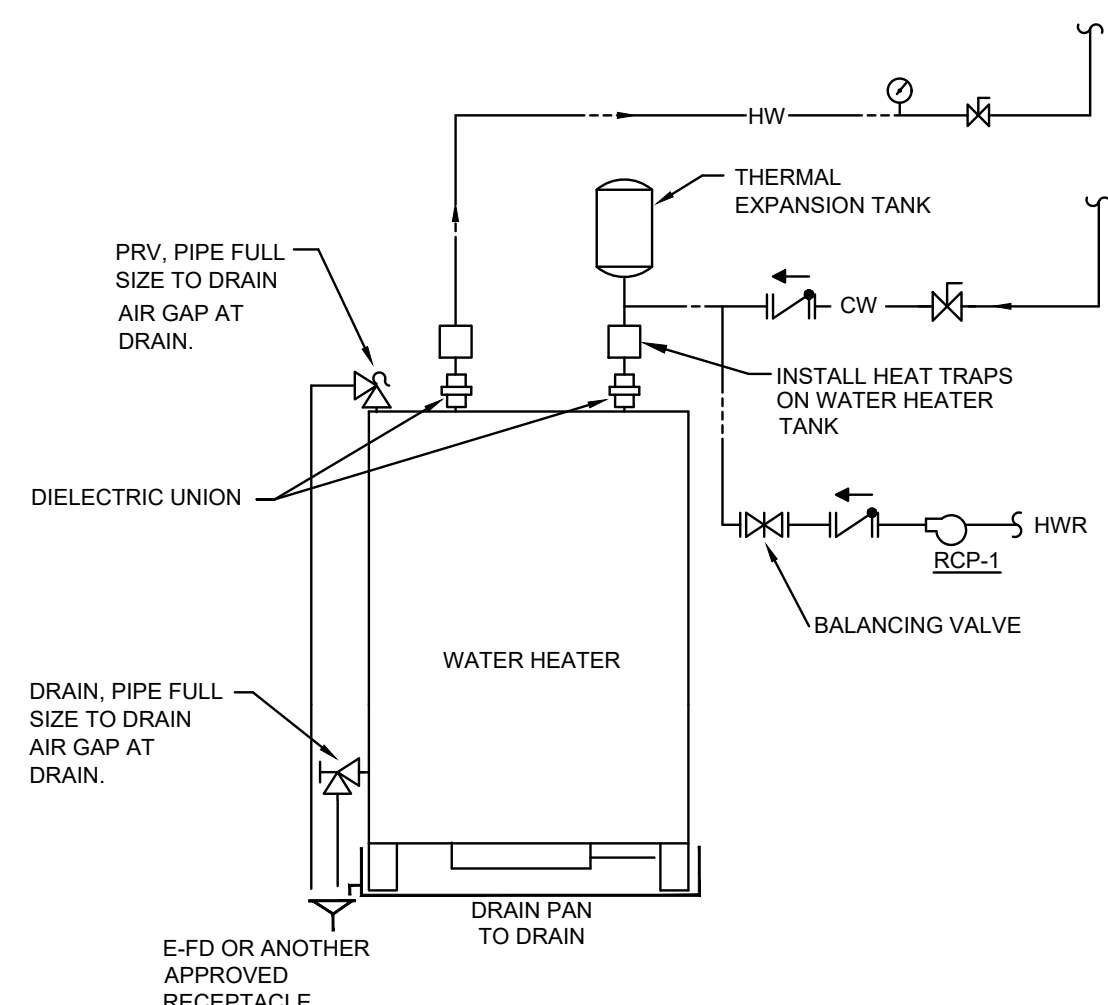 HW
THERMAL
EXPANSION TANK
PRV, PIPE FULL
SIZE TO DRAIN
AIR GAP AT
DRAIN.
CW
INSTALL HEAT TRAPS
ON WATER HEATER
TANK
DIELECTRIC UNION
HWR
RCP-1
BALANCING VALVE
WATER HEATER
DRAIN, PIPE FULL
SIZE TO DRAIN
AIR GAP AT
DRAIN.
DRAIN PAN
TO DRAIN
E-FD OR ANOTHER
APPROVED
RECEPTACLE